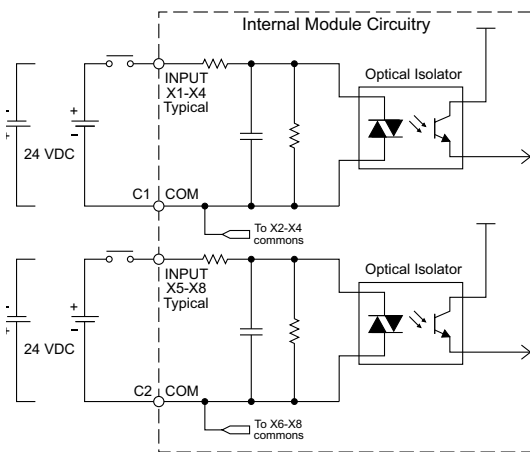 Internal Module Circuitry
INPUT
X1-X4
Typical
Optical Isolator
-
+
+
-
24 VDC
C1
COM
To X2-X4
commons
INPUT
X5-X8
Typical
Optical Isolator
-
+
+
-
24 VDC
C2
COM
To X6-X8
commons